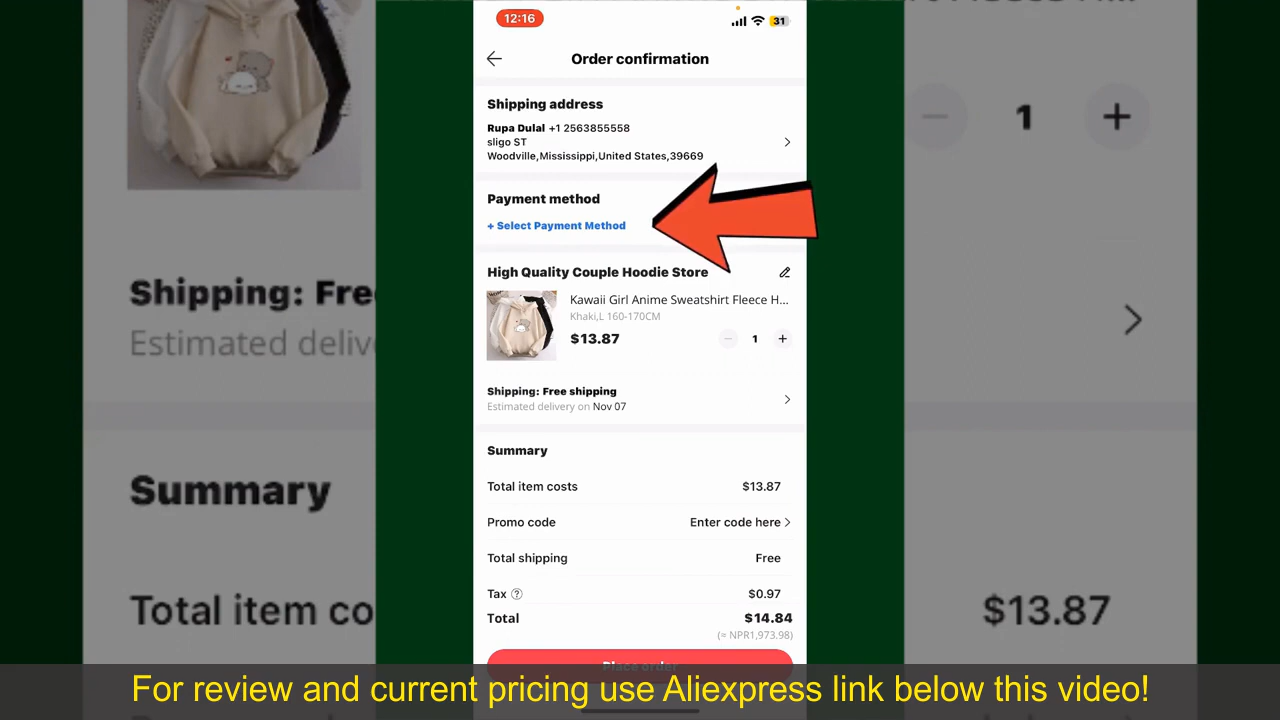 12:16
31
Order confirmation
Shipping address
Rupa Dulal +1 2563855558
sligo ST
Woodville,Mississippi,United States,39669
Payment method
+ Select Payment Method
High Quality Couple Hoodie Store
Kawaii Girl Anime Sweatshirt Fleece H...
Khaki,L 160-170CM
$13.87
1
Shipping: Free shipping
Estimated delivery on Nov 07
Summary
Total item costs
$13.87
Promo code
Enter code here
Total shipping
Free
Tax
$0.97
Total
$14.84
(≈ NPR1,973.98)
Place order
1
Shipping: Fre
Estimated deliv
Summary
Total item co
$13.87
For review and current pricing use Aliexpress link below this video!